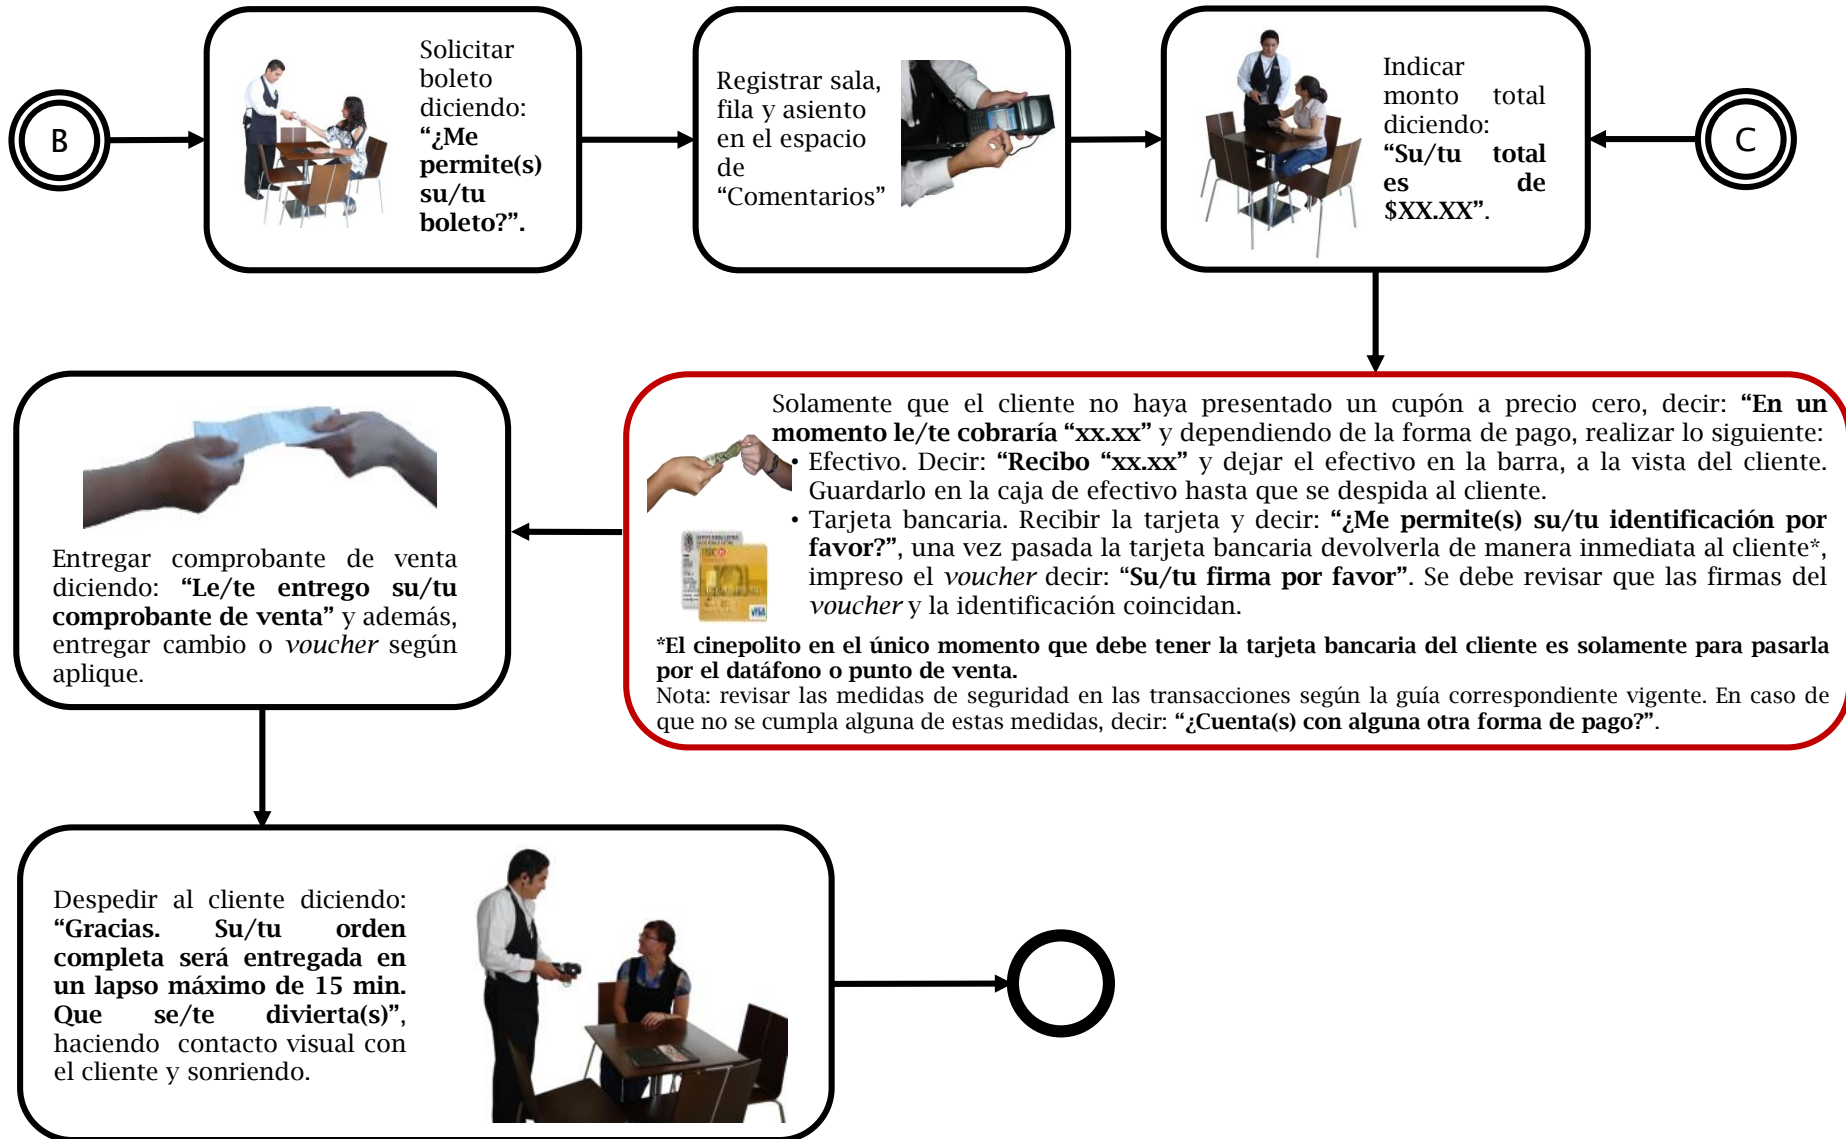 B
Solicitar
boleto
diciendo:
“¿Me
permite(s)
su/tu
boleto?”.
Registrar sala,
fila y asiento
en el espacio
de
“Comentarios”
Indicar
monto total
diciendo:
“Su/tu total
es de
$XX.XX”.
C
Solamente que el cliente no haya presentado un cupón a precio cero, decir: “En un
momento le/te cobraría “xx.xx” y dependiendo de la forma de pago, realizar lo siguiente:
• Efectivo. Decir: “Recibo “xx.xx” y dejar el efectivo en la barra, a la vista del cliente.
Guardarlo en la caja de efectivo hasta que se despida al cliente.
• Tarjeta bancaria. Recibir la tarjeta y decir: “¿Me permite(s) su/tu identificación por
favor?”, una vez pasada la tarjeta bancaria devolverla de manera inmediata al cliente*,
impreso el voucher decir: “Su/tu firma por favor”. Se debe revisar que las firmas del
voucher y la identificación coincidan.
*El cinepolito en el único momento que debe tener la tarjeta bancaria del cliente es solamente para pasarla
por el datáfono o punto de venta.
Nota: revisar las medidas de seguridad en las transacciones según la guía correspondiente vigente. En caso de
que no se cumpla alguna de estas medidas, decir: “¿Cuenta(s) con alguna otra forma de pago?”.
Entregar comprobante de venta
diciendo: “Le/te entrego su/tu
comprobante de venta” y además,
entregar cambio o voucher según
aplique.
Despedir al cliente diciendo:
“Gracias. Su/tu orden
completa será entregada en
un lapso máximo de 15 min.
Que se/te divierta(s)”,
haciendo contacto visual con
el cliente y sonriendo.